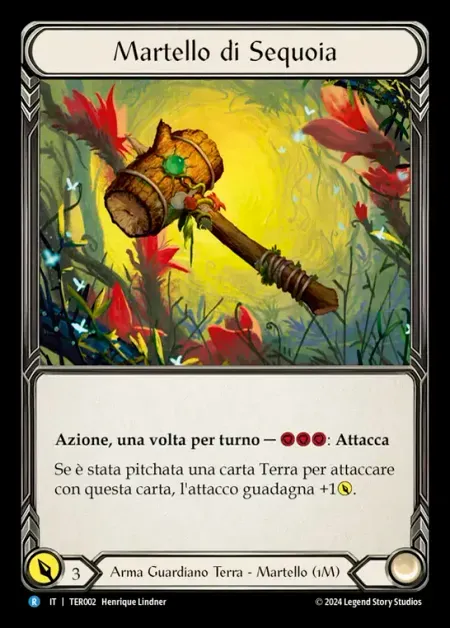 Martello di Sequoia
Azione, una volta per turno — : Attacca
Se è stata pitchata una carta Terra per attaccare
con questa carta, l'attacco guadagna +1.
3
Arma Guardiano Terra - Martello (1M)
R IT | TER002 Henrique Lindner
© 2024 Legend Story Studios